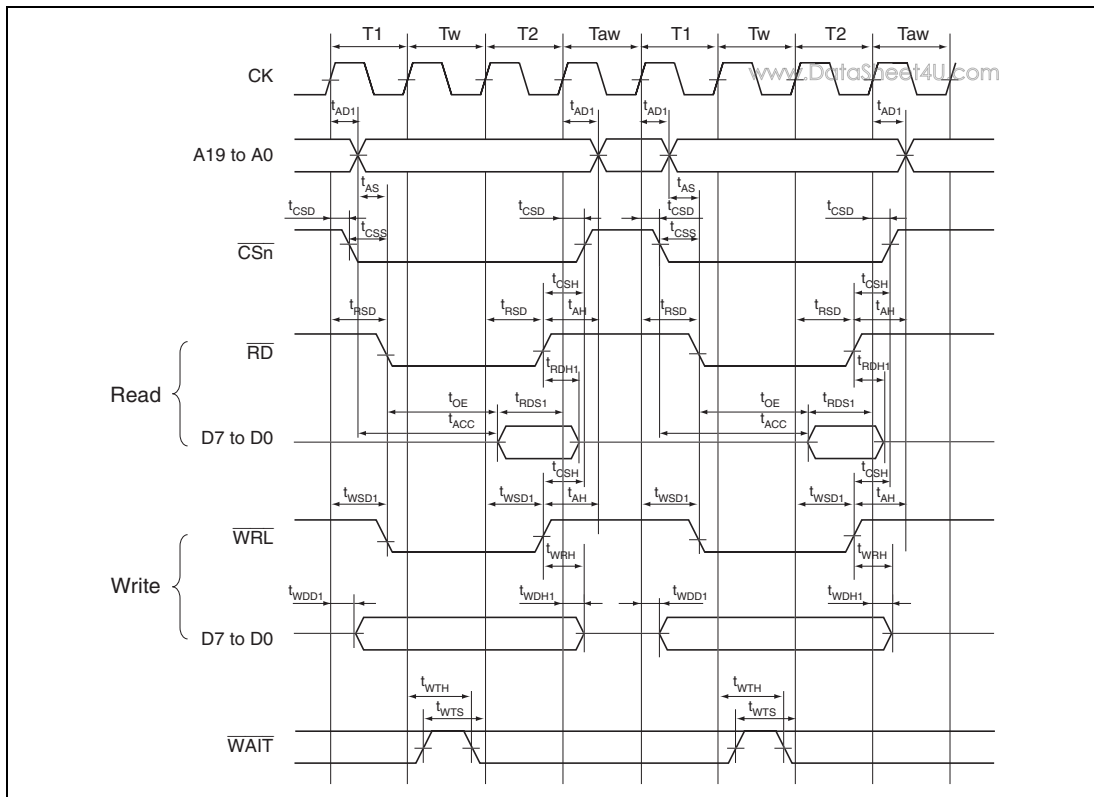 T1 Tw T2 Taw T1 Tw T2 Taw
CK
www.DataSheet4U.com
tAD1 tAD1 tAD1 tAD1
A19 to A0
tAS tAS
tCSD tCSD tCSD tCSD
tCSS tCSS
CSn
tCSH tCSH
tRSD tRSD tAH tRSD tRSD tAH
RD
tRDH1 tRDH1
Read
tOE tRDS1 tOE tRDS1
tACC tACC
D7 to D0
tCSH tCSH
tWSD1 tWSD1 tAH tWSD1 tWSD1 tAH
WRL
tWRH tWRH
Write
tWDD1 tWDH1 tWDD1 tWDH1
D7 to D0
tWTH tWTH
tWTS tWTS
WAIT